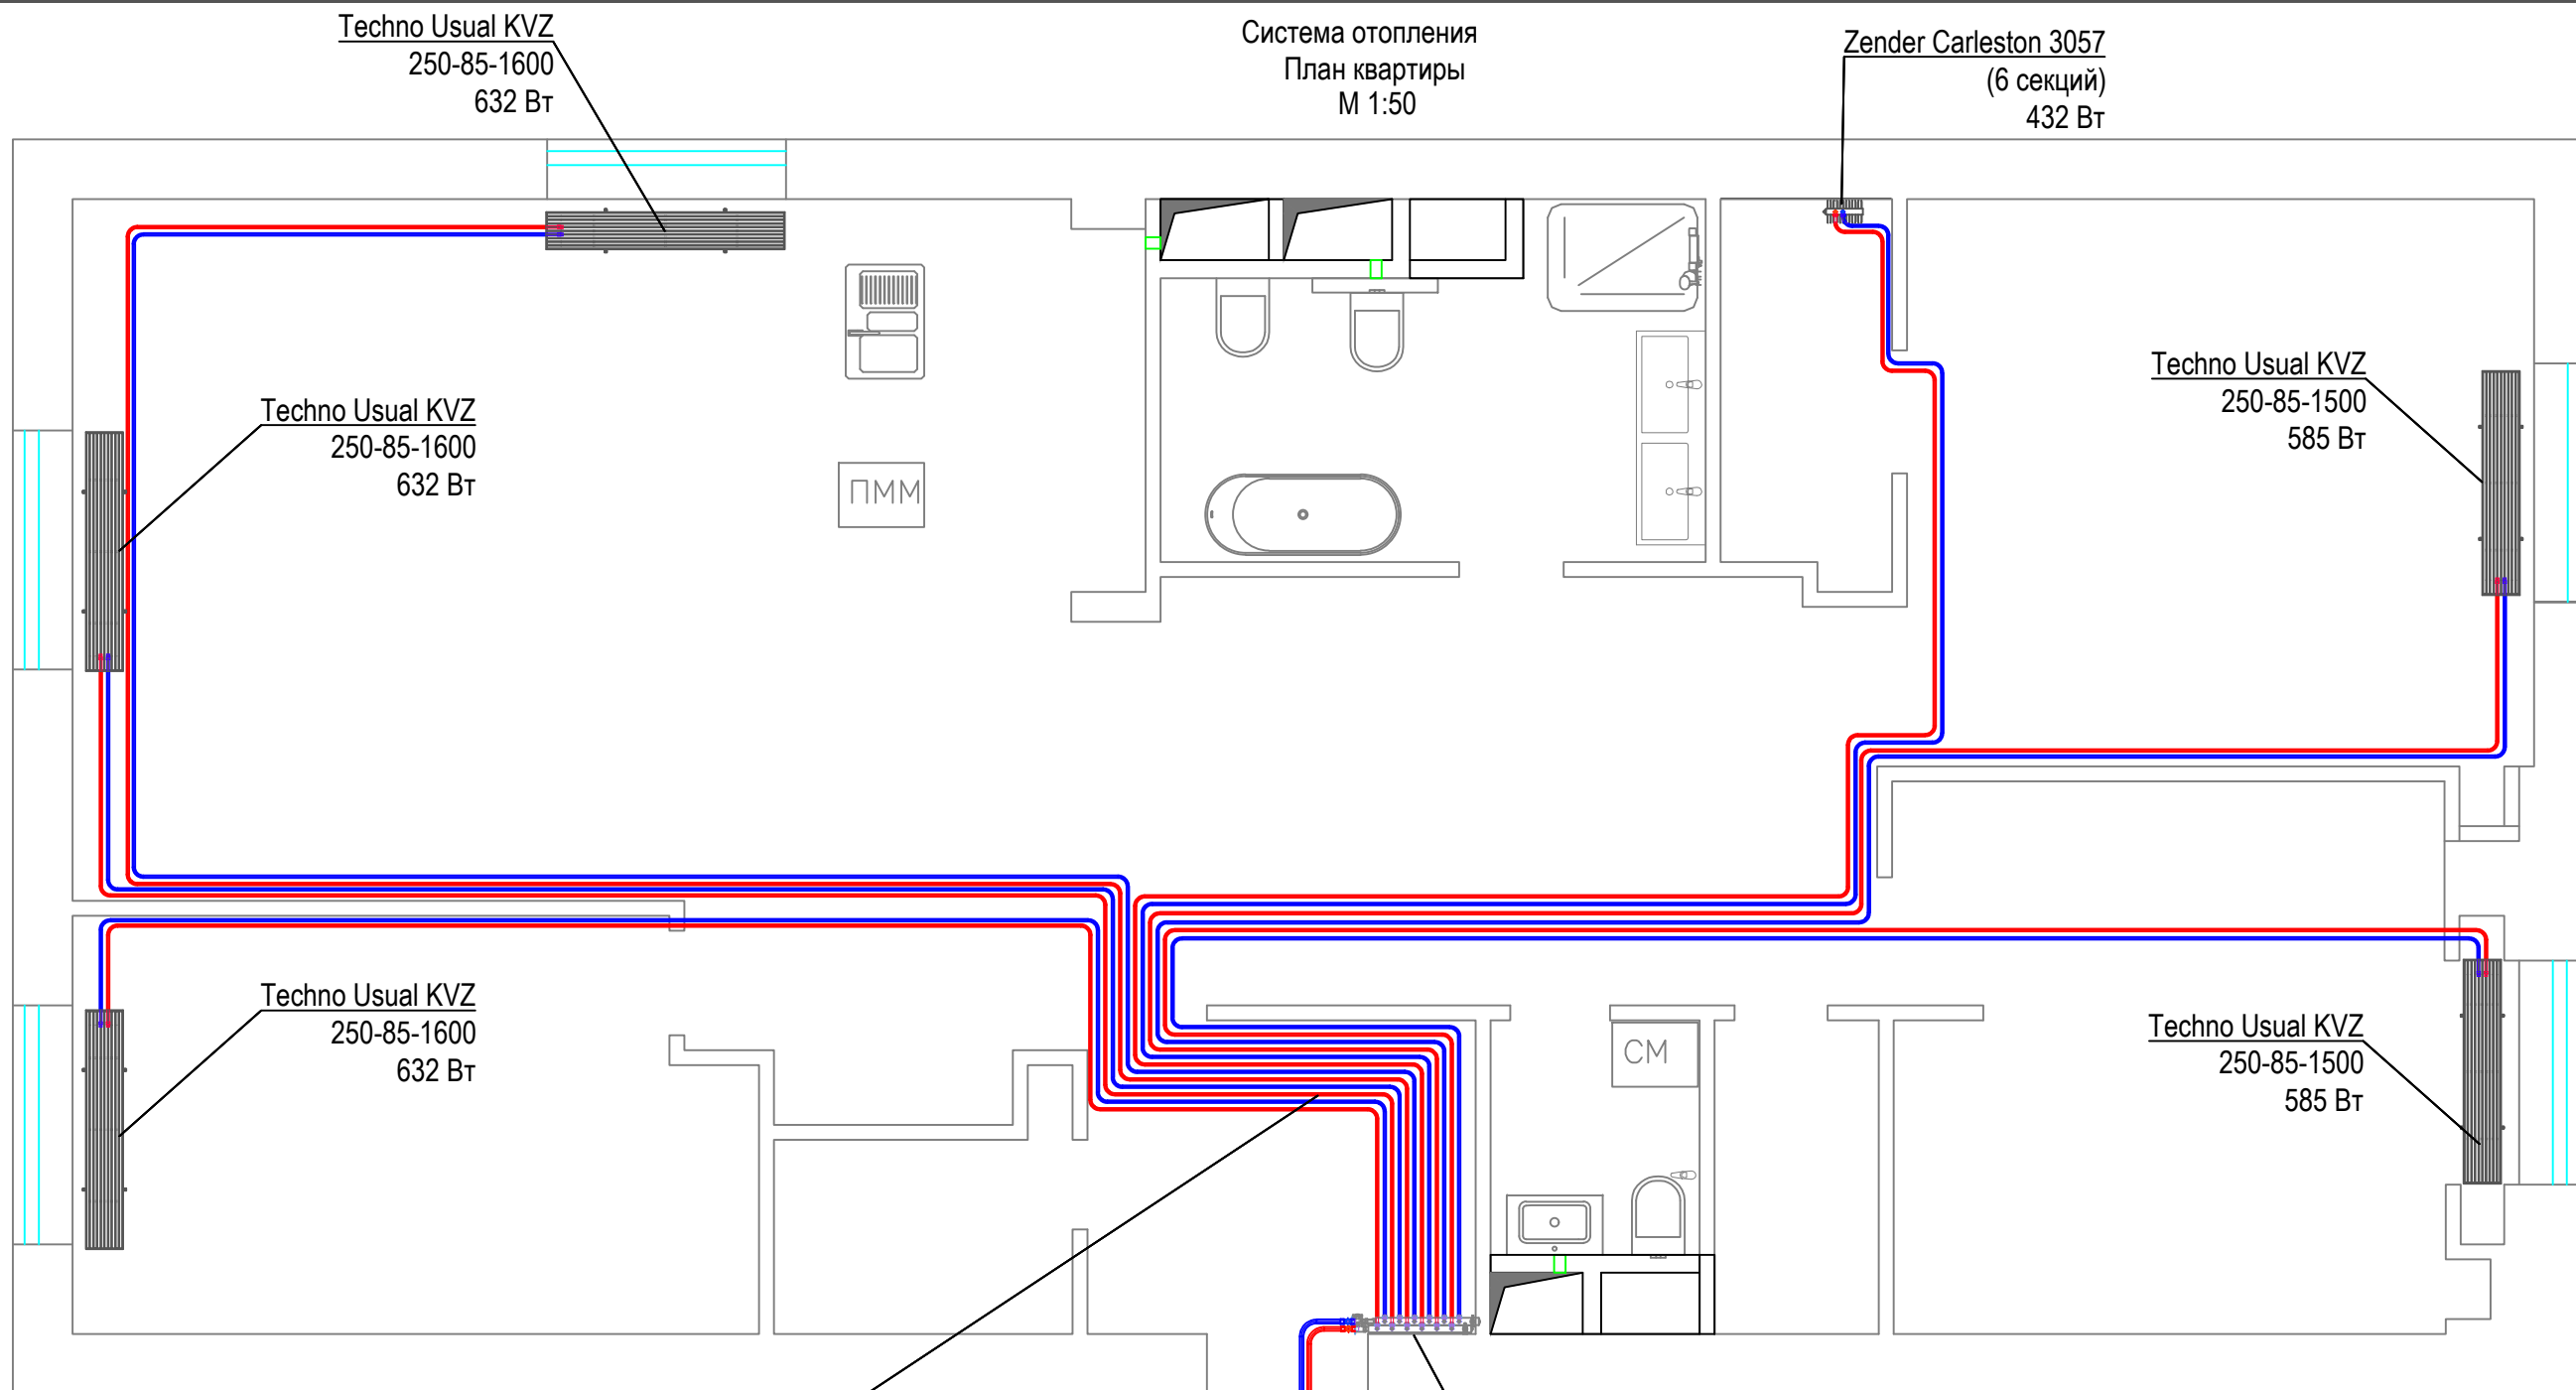 Techno Usual KVZ
250-85-1600
632 Вт
Система отопления
План квартиры
М 1:50
Zender Carleston 3057
(6 секций)
432 Вт
Techno Usual KVZ
250-85-1600
632 Вт
ПММ
Techno Usual KVZ
250-85-1500
585 Вт
Techno Usual KVZ
250-85-1600
632 Вт
СМ
Techno Usual KVZ
250-85-1500
585 Вт